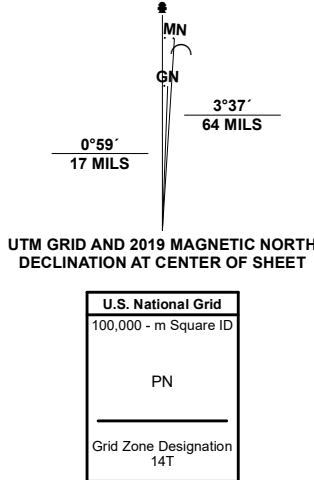 MN
GN
3°37´
64 MILS
0°59´
17 MILS
UTM GRID AND 2019 MAGNETIC NORTH
DECLINATION AT CENTER OF SHEET
U.S. National Grid
100,000 - m Square ID
PN
Grid Zone Designation
14T